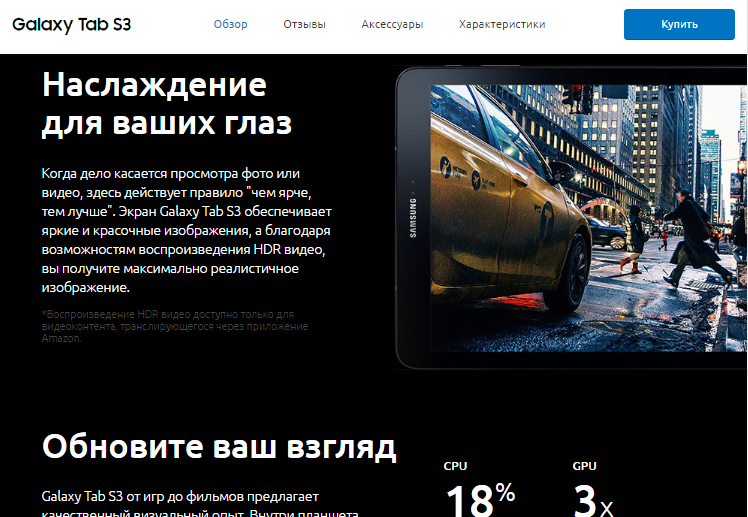 Galaxy Tab S3
Обзор
Отзывы
Аксессуары
Характеристики
Купить
Наслаждение
для ваших глаз
Когда дело касается просмотра фото или
видео, здесь действует правило "чем ярче,
тем лучше". Экран Galaxy Tab S3 обеспечивает
яркие и красочные изображения, а благодаря
возможностям воспроизведения HDR видео,
вы получите максимально реалистичное
изображение.
*Воспроизведение HDR видео доступно только для
видеоконтента, транслирующегося через приложение
Amazon.
SAMSUNG
Обновите ваш взгляд
Galaxy Tab S3 от игр до фильмов предлагает
качественный визуальный опыт. Внутри планшета
CPU
18%
GPU
3x